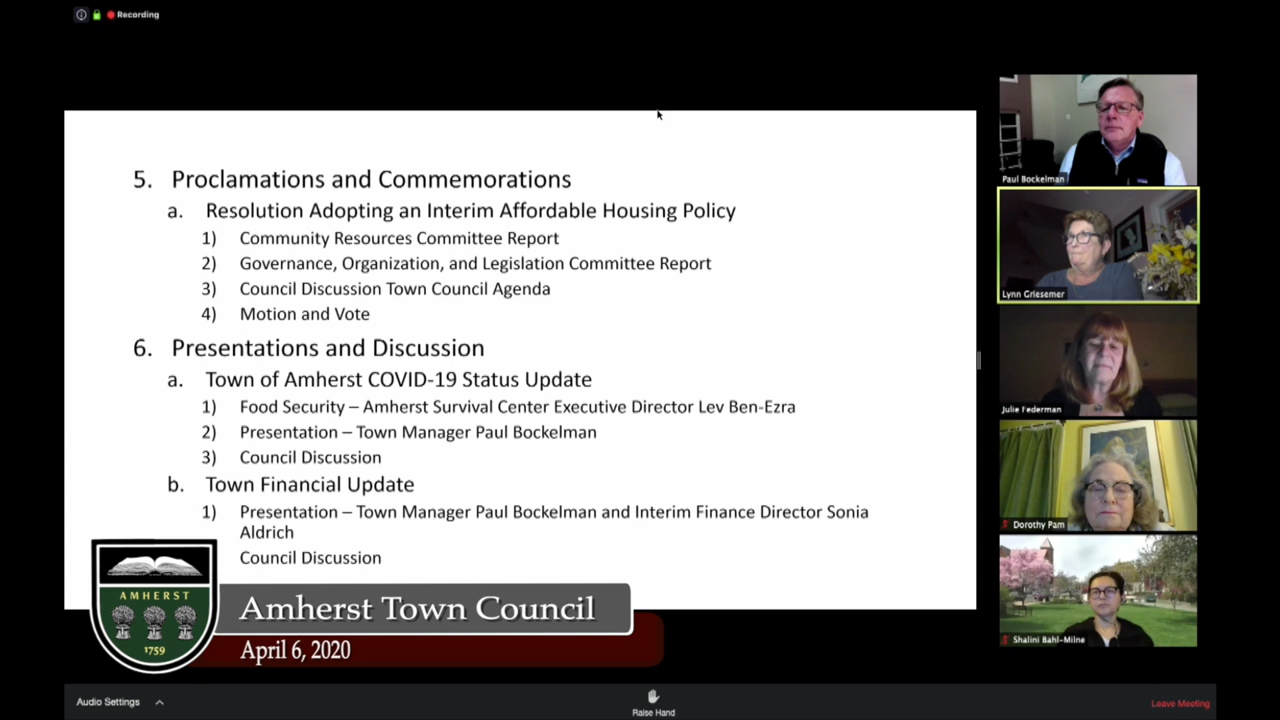 Recording
5. Proclamations and Commemorations
a. Resolution Adopting an Interim Affordable Housing Policy
1) Community Resources Committee Report
2) Governance, Organization, and Legislation Committee Report
3) Council Discussion Town Council Agenda
4) Motion and Vote
6. Presentations and Discussion
a. Town of Amherst COVID-19 Status Update
1) Food Security – Amherst Survival Center Executive Director Lev Ben-Ezra
2) Presentation – Town Manager Paul Bockelman
3) Council Discussion
b. Town Financial Update
1) Presentation – Town Manager Paul Bockelman and Interim Finance Director Sonia
Aldrich
Council Discussion
AMHERST
1759
Amherst Town Council
April 6, 2020
Paul Bockelman
Lynn Griesemer
Julie Federman
Dorothy Pam
Shalini Bahl-Milne
Audio Settings
Raise Hand
Leave Meeting